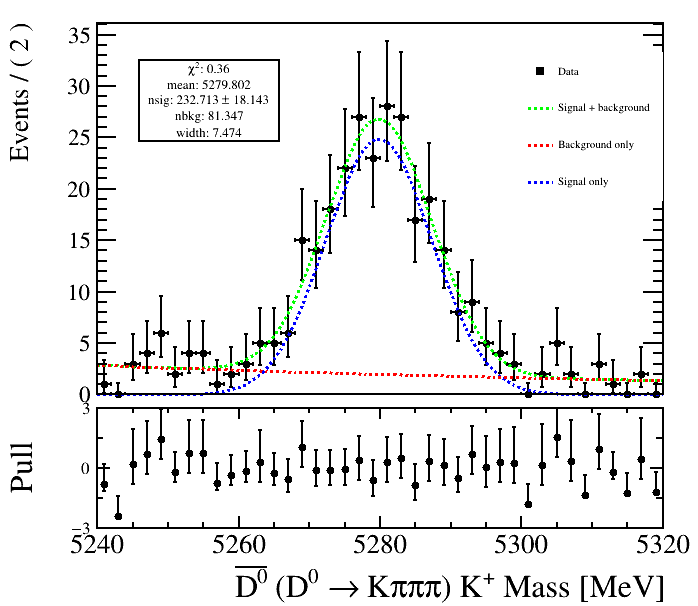 Events / ( 2 )
35
30
25
20
15
10
5
0
χ²: 0.36
mean: 5279.802
nsig: 232.713 ± 18.143
nbkg: 81.347
width: 7.474
Data
Signal + background
Background only
Signal only
Pull
3
0
−3
5240 5260 5280 5300 5320
D⁰ (D⁰ → Kπππ) K⁺ Mass [MeV]